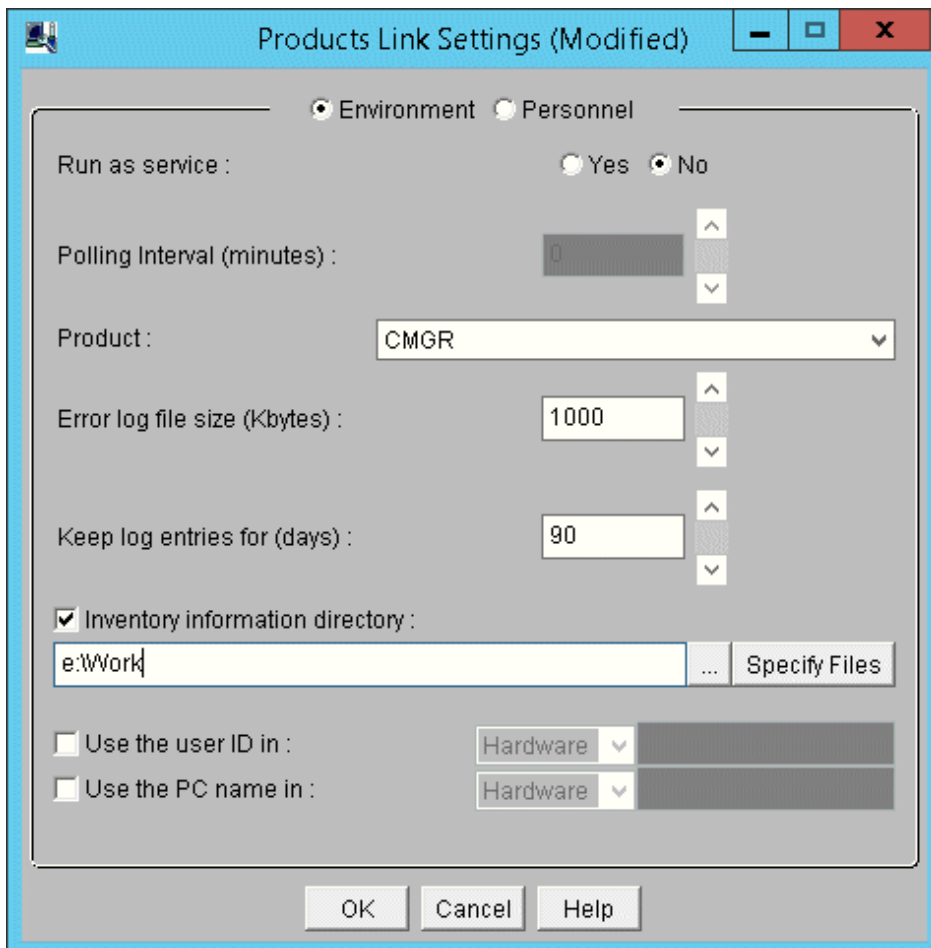 Products Link Settings (Modified)
Environment Personnel
Run as service : Yes No
Polling Interval (minutes) : 0
Product : CMGR
Error log file size (Kbytes) : 1000
Keep log entries for (days) : 90
Inventory information directory :
e:\Work ... Specify Files
Use the user ID in : Hardware
Use the PC name in : Hardware
OK Cancel Help